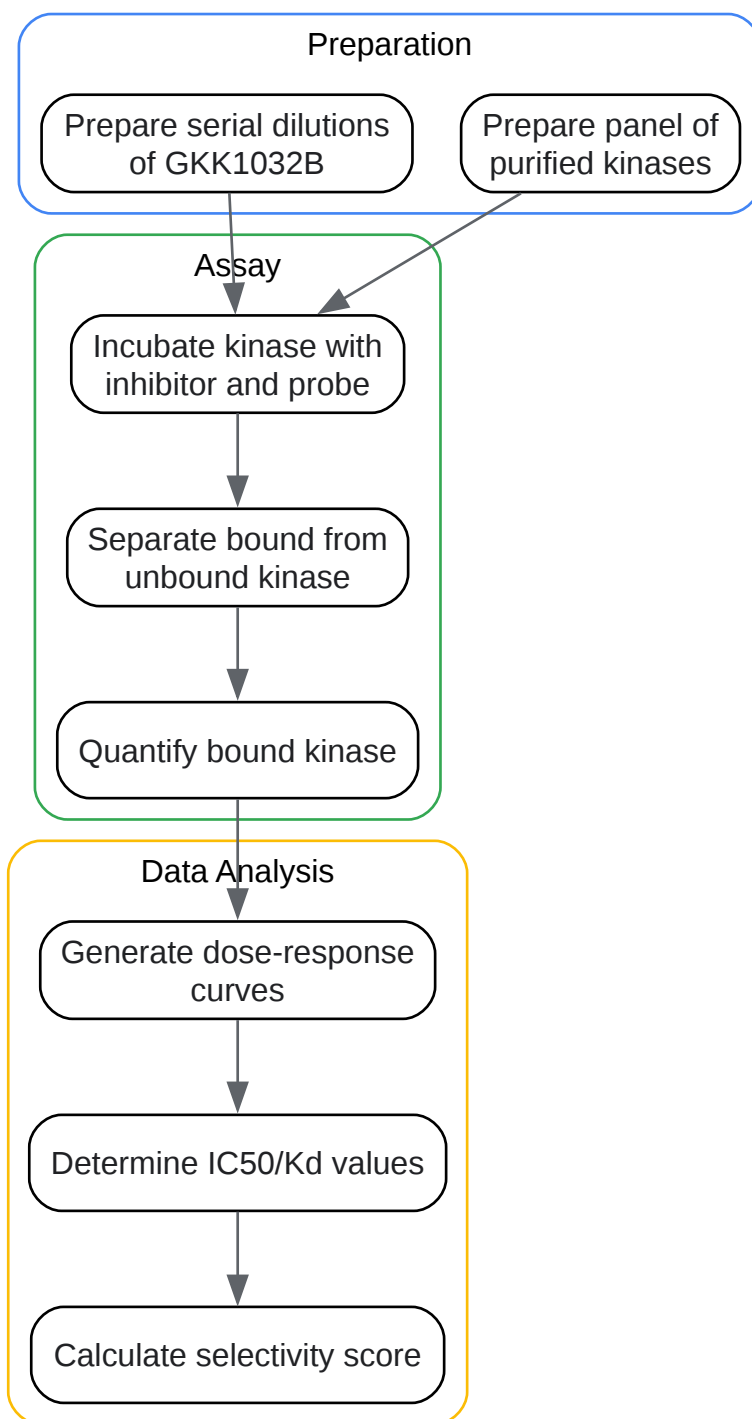 Preparation
Prepare serial dilutions
of GKK1032B
Prepare panel of
purified kinases
Assay
Incubate kinase with
inhibitor and probe
Separate bound from
unbound kinase
Quantify bound kinase
Data Analysis
Generate dose-response
curves
Determine IC50/Kd values
Calculate selectivity score